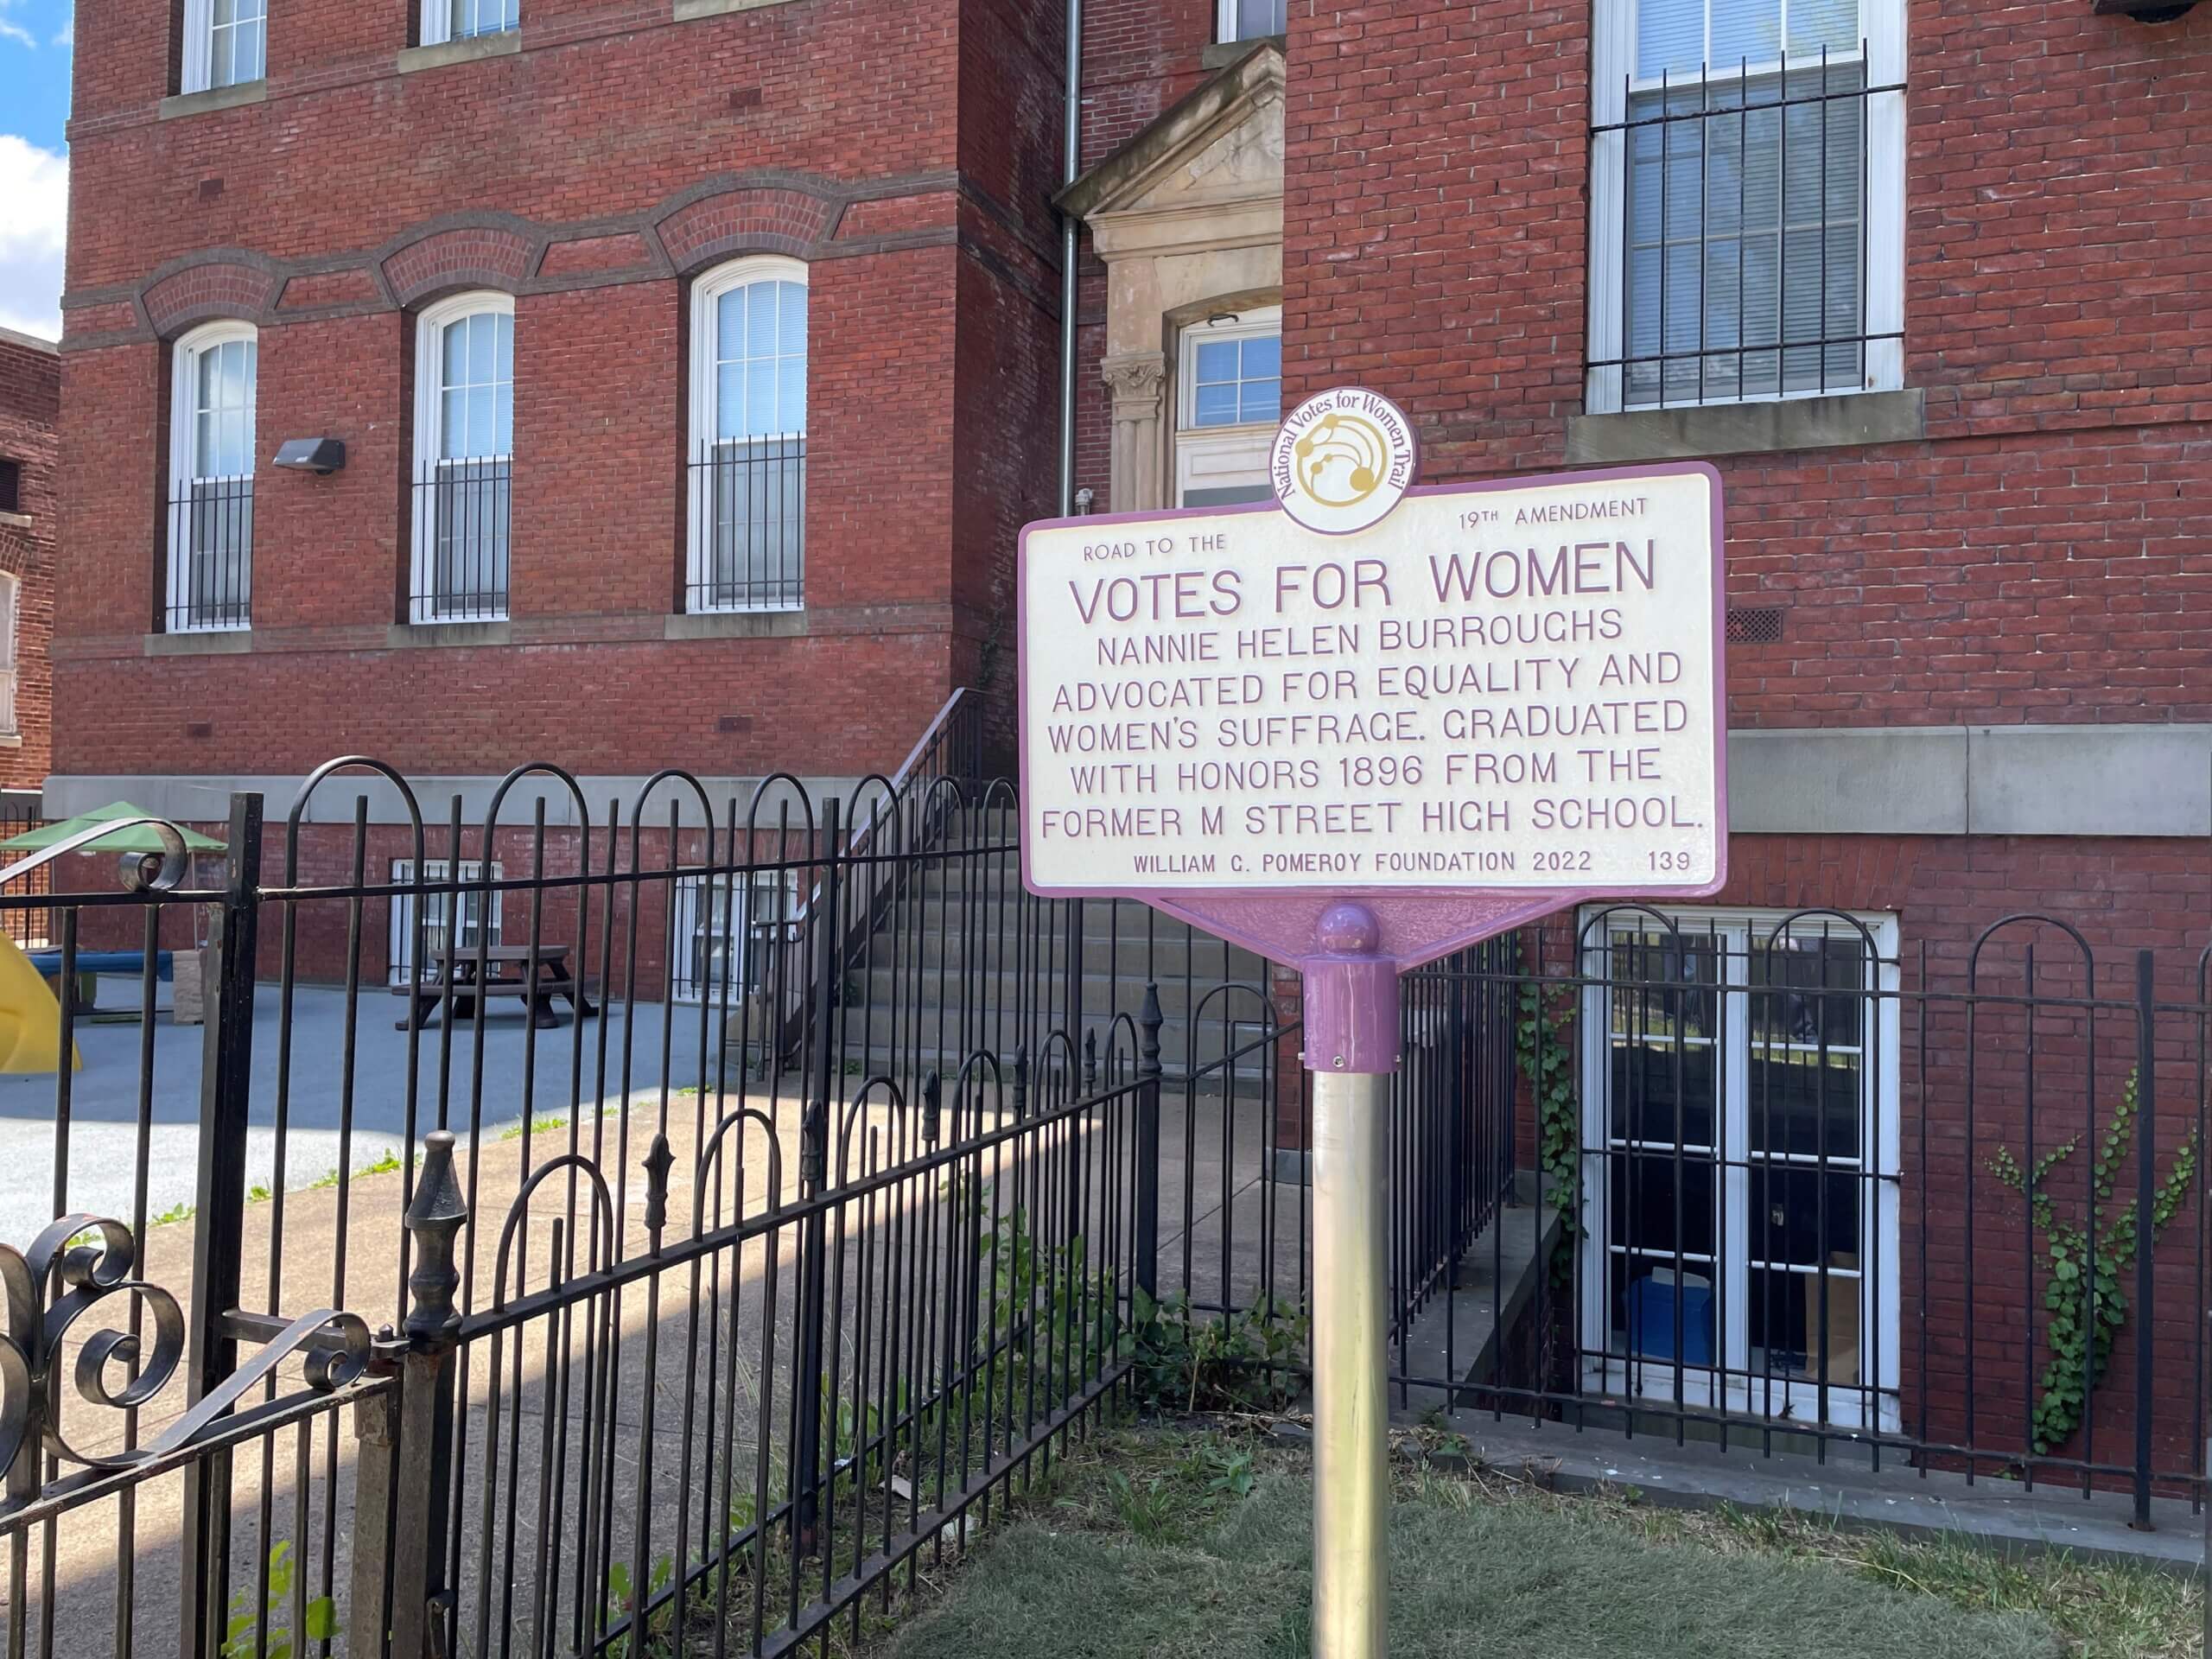 National Votes for Women Trail
ROAD TO THE 19TH AMENDMENT
VOTES FOR WOMEN
NANNIE HELEN BURROUGHS
ADVOCATED FOR EQUALITY AND
WOMEN'S SUFFRAGE. GRADUATED
WITH HONORS 1896 FROM THE
FORMER M STREET HIGH SCHOOL.
WILLIAM G. POMEROY FOUNDATION 2022 139